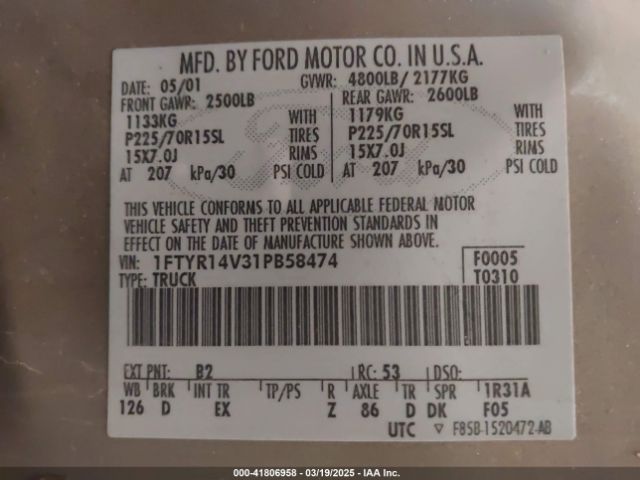 MFD. BY FORD MOTOR CO. IN U.S.A.
DATE: 05/01 GVWR: 4800LB/ 2177KG
FRONT GAWR: 2500LB REAR GAWR: 2600LB
1133KG WITH 1179KG WITH
P225/70R15SL TIRES P225/70R15SL TIRES
15X7.0J RIMS 15X7.0J RIMS
AT 207 kPa/30 PSI COLD AT 207 kPa/30 PSI COLD
THIS VEHICLE CONFORMS TO ALL APPLICABLE FEDERAL MOTOR
VEHICLE SAFETY AND THEFT PREVENTION STANDARDS IN
EFFECT ON THE DATE OF MANUFACTURE SHOWN ABOVE.
VIN: 1FTYR14V31PB58474 F0005
TYPE: TRUCK T0310
EXT PNT: B2 RC: 53 DSO:
WB BRK INT TR TP/PS R AXLE TR SPR 1R31A
126 D EX Z 86 D DK F05
UTC ▽ F85B-1520472-AB
000-41806958 - 03/19/2025 - IAA Inc.